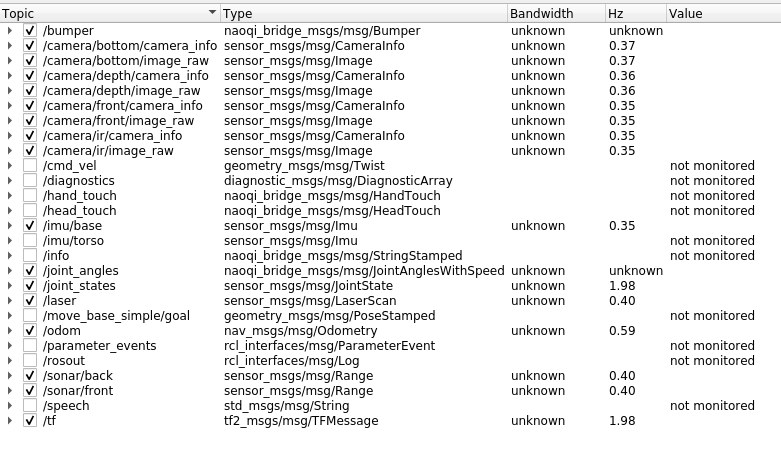 Topic Type Bandwidth Hz Value
/bumper naoqi_bridge_msgs/msg/Bumper unknown unknown
/camera/bottom/camera_info sensor_msgs/msg/CameraInfo unknown 0.37
/camera/bottom/image_raw sensor_msgs/msg/Image unknown 0.37
/camera/depth/camera_info sensor_msgs/msg/CameraInfo unknown 0.36
/camera/depth/image_raw sensor_msgs/msg/Image unknown 0.36
/camera/front/camera_info sensor_msgs/msg/CameraInfo unknown 0.35
/camera/front/image_raw sensor_msgs/msg/Image unknown 0.35
/camera/ir/camera_info sensor_msgs/msg/CameraInfo unknown 0.35
/camera/ir/image_raw sensor_msgs/msg/Image unknown 0.35
/cmd_vel geometry_msgs/msg/Twist not monitored
/diagnostics diagnostic_msgs/msg/DiagnosticArray not monitored
/hand_touch naoqi_bridge_msgs/msg/HandTouch not monitored
/head_touch naoqi_bridge_msgs/msg/HeadTouch not monitored
/imu/base sensor_msgs/msg/Imu unknown 0.35
/imu/torso sensor_msgs/msg/Imu not monitored
/info naoqi_bridge_msgs/msg/StringStamped not monitored
/joint_angles naoqi_bridge_msgs/msg/JointAnglesWithSpeed unknown unknown
/joint_states sensor_msgs/msg/JointState unknown 1.98
/laser sensor_msgs/msg/LaserScan unknown 0.40
/move_base_simple/goal geometry_msgs/msg/PoseStamped not monitored
/odom nav_msgs/msg/Odometry unknown 0.59
/parameter_events rcl_interfaces/msg/ParameterEvent not monitored
/rosout rcl_interfaces/msg/Log not monitored
/sonar/back sensor_msgs/msg/Range unknown 0.40
/sonar/front sensor_msgs/msg/Range unknown 0.40
/speech std_msgs/msg/String not monitored
/tf tf2_msgs/msg/TFMessage unknown 1.98